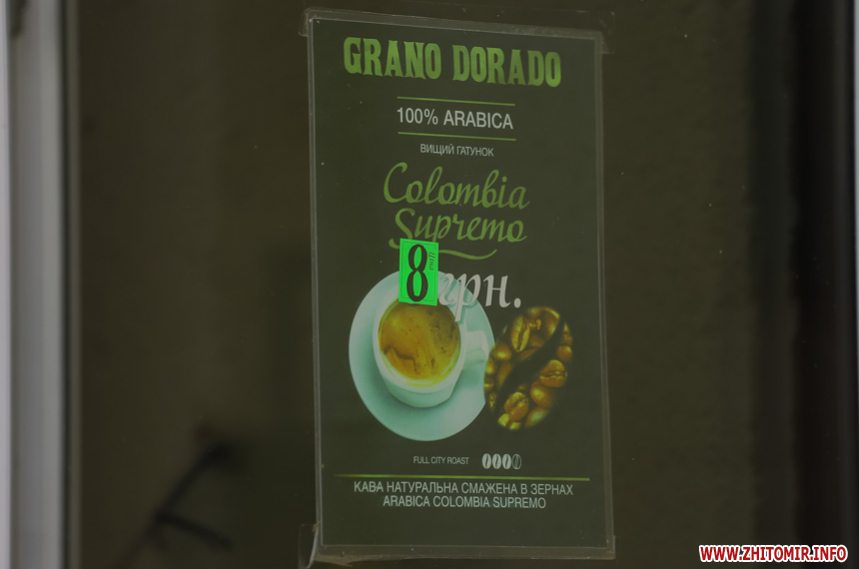 GRANO DORADO
100% ARABICA
ВИЩИЙ ГАТУНОК
Colombia
Supremo
8 грн.
FULL CITY ROAST
КАВА НАТУРАЛЬНА СМАЖЕНА В ЗЕРНАХ
ARABICA COLOMBIA SUPREMO
WWW.ZHITOMIR.INFO